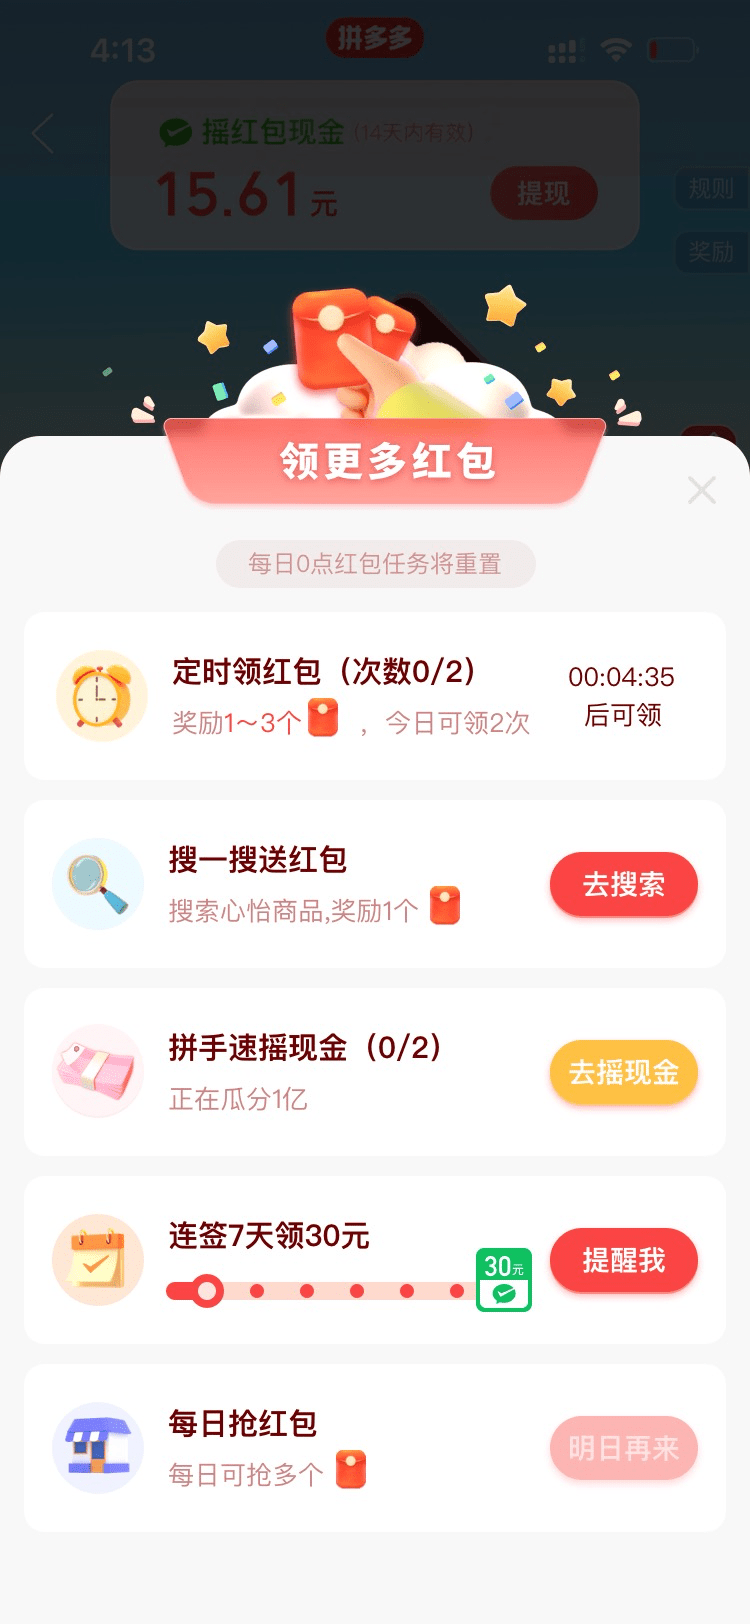 4:13
拼多多
摇红包现金(14天内有效)
15.61元
提现
规则
奖励
领更多红包
每日0点红包任务将重置
定时领红包（次数0/2）
奖励1～3个，今日可领2次
00:04:35
后可领
搜一搜送红包
搜索心怡商品,奖励1个
去搜索
拼手速摇现金（0/2）
正在瓜分1亿
去摇现金
连签7天领30元
30元
提醒我
每日抢红包
每日可抢多个
明日再来